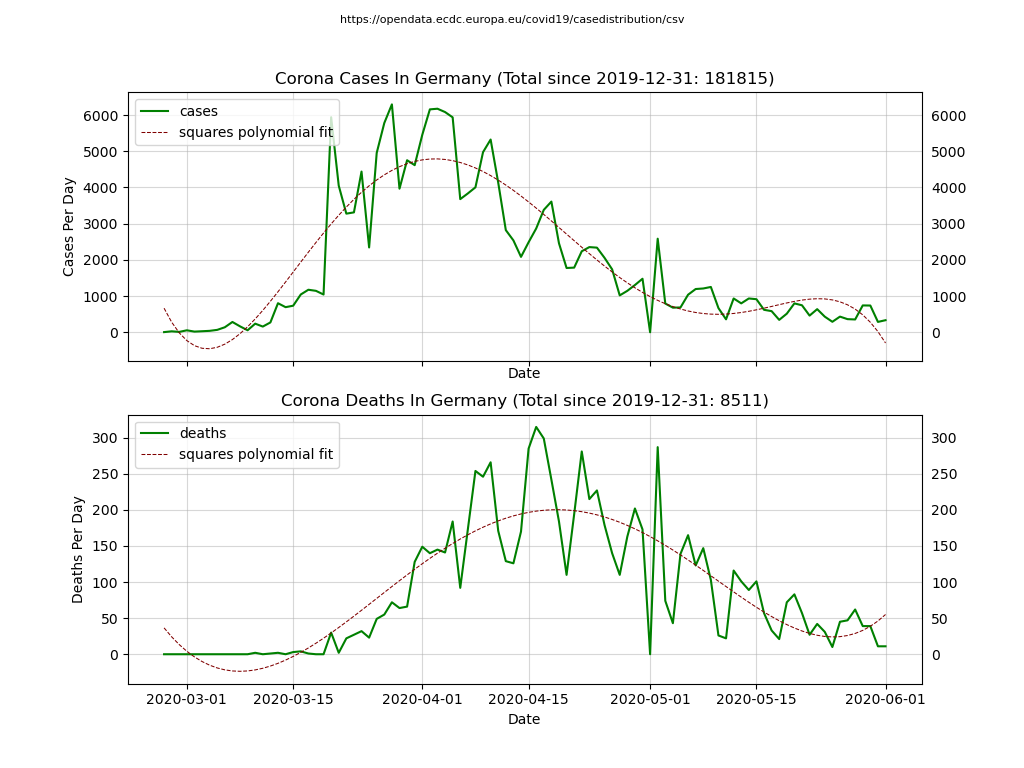 https://opendata.ecdc.europa.eu/covid19/casedistribution/csv
Corona Cases In Germany (Total since 2019-12-31: 181815)
cases
squares polynomial fit
6000
5000
4000
3000
2000
1000
0
Cases Per Day
6000
5000
4000
3000
2000
1000
0
Date
Corona Deaths In Germany (Total since 2019-12-31: 8511)
deaths
squares polynomial fit
300
250
200
150
100
50
0
Deaths Per Day
300
250
200
150
100
50
0
2020-03-01 2020-03-15 2020-04-01 2020-04-15 2020-05-01 2020-05-15 2020-06-01
Date